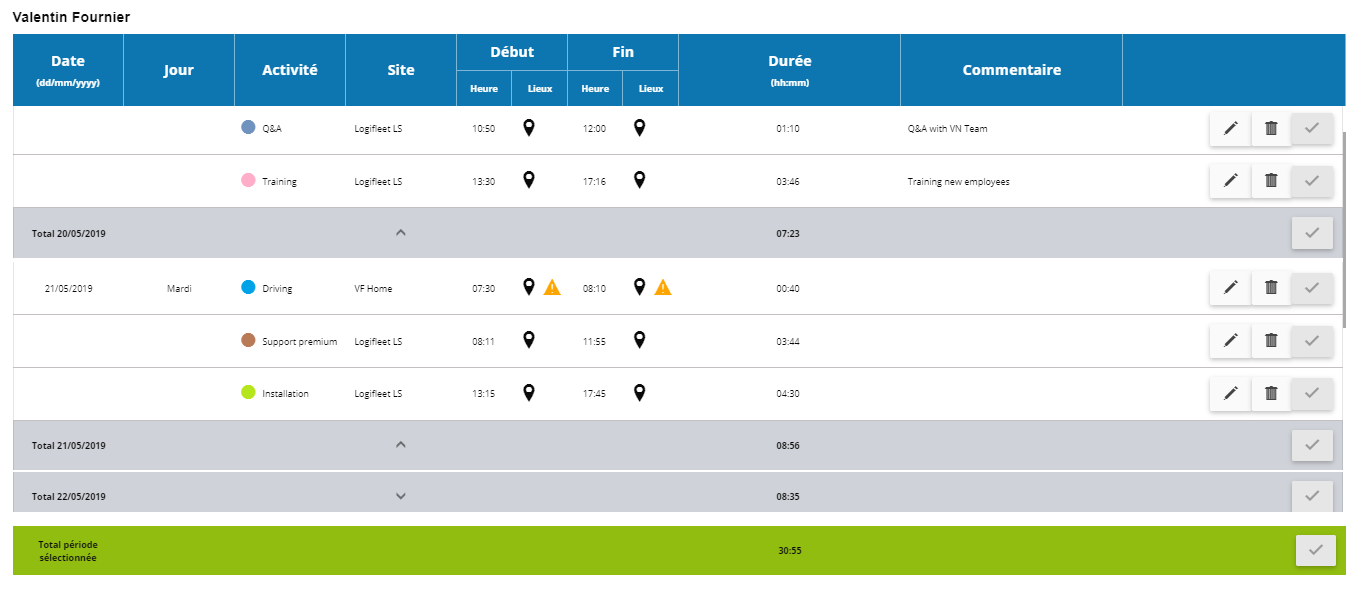 Valentin Fournier
Date Jour Activité Site Début Fin Durée Commentaire
(dd/mm/yyyy) Heure Lieux Heure Lieux (hh:mm)
Q&A Logifleet LS 10:50 12:00 01:10 Q&A with VN Team
Training Logifleet LS 13:30 17:16 03:46 Training new employees
Total 20/05/2019 07:23
21/05/2019 Mardi Driving VF Home 07:30 08:10 00:40
Support premium Logifleet LS 08:11 11:55 03:44
Installation Logifleet LS 13:15 17:45 04:30
Total 21/05/2019 08:56
Total 22/05/2019 08:35
Total période
sélectionnée 30:55